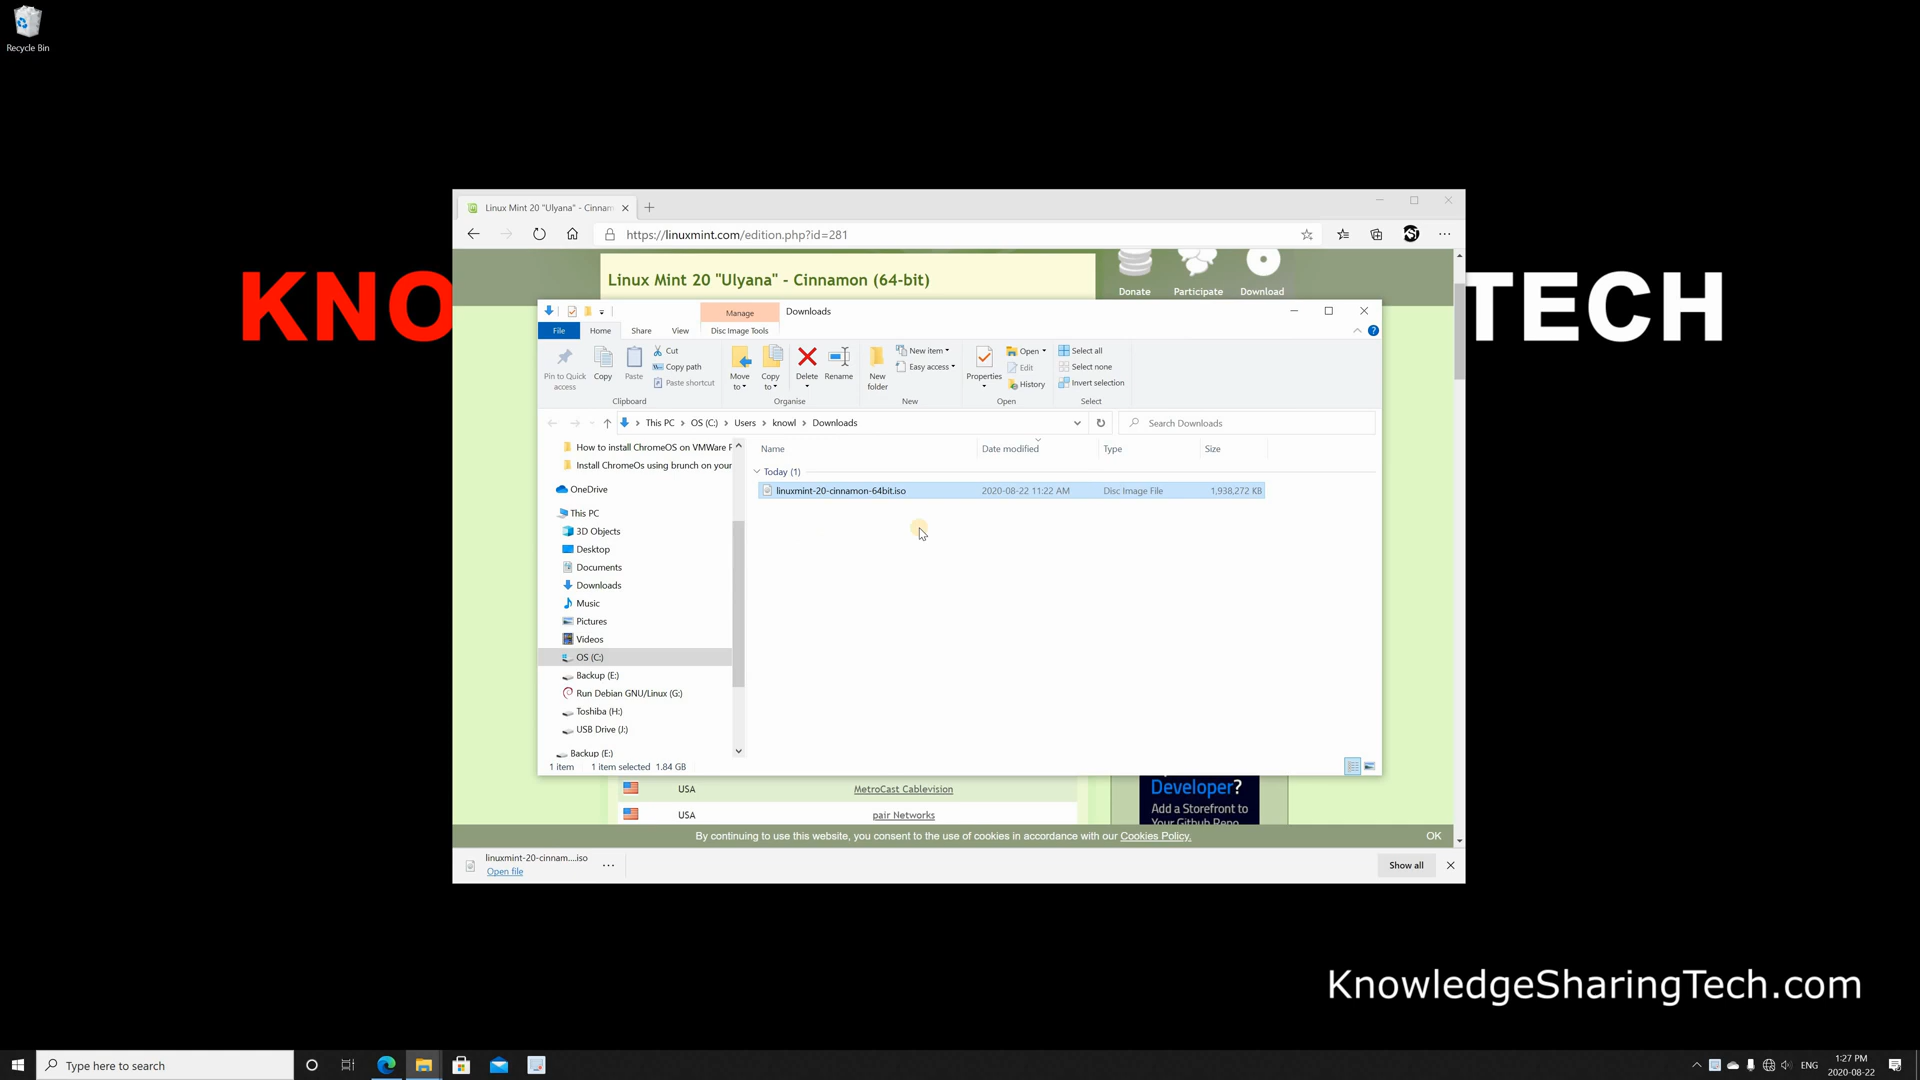 Recycle Bin
KNO
TECH
Linux Mint 20 "Ulyana" - Cinnam
https://linuxmint.com/edition.php?id=281
Linux Mint 20 "Ulyana" - Cinnamon (64-bit)
Donate
Participate
Download
Manage
Downloads
File
Home
Share
View
Disc Image Tools
Pin to Quick access
Copy
Paste
Cut
Copy path
Paste shortcut
Clipboard
Move to
Copy to
Delete
Rename
Organise
New folder
New item
Easy access
New
Properties
Open
Edit
History
Open
Select all
Select none
Invert selection
Select
This PC > OS (C:) > Users > knowl > Downloads
Search Downloads
How to install ChromeOS on VMWare P
Install ChromeOs using brunch on your
OneDrive
This PC
3D Objects
Desktop
Documents
Downloads
Music
Pictures
Videos
OS (C:)
Backup (E:)
Run Debian GNU/Linux (G:)
Toshiba (H:)
USB Drive (J:)
Backup (E:)
Name
Date modified
Type
Size
Today (1)
linuxmint-20-cinnamon-64bit.iso
2020-08-22 11:22 AM
Disc Image File
1,938,272 KB
1 item
1 item selected 1.84 GB
USA
MetroCast Cablevision
USA
pair Networks
Developer?
Add a Storefront to
Your Github Repo
By continuing to use this website, you consent to the use of cookies in accordance with our Cookies Policy.
OK
linuxmint-20-cinnam....iso
Open file
Show all
KnowledgeSharingTech.com
Type here to search
ENG
1:27 PM
2020-08-22